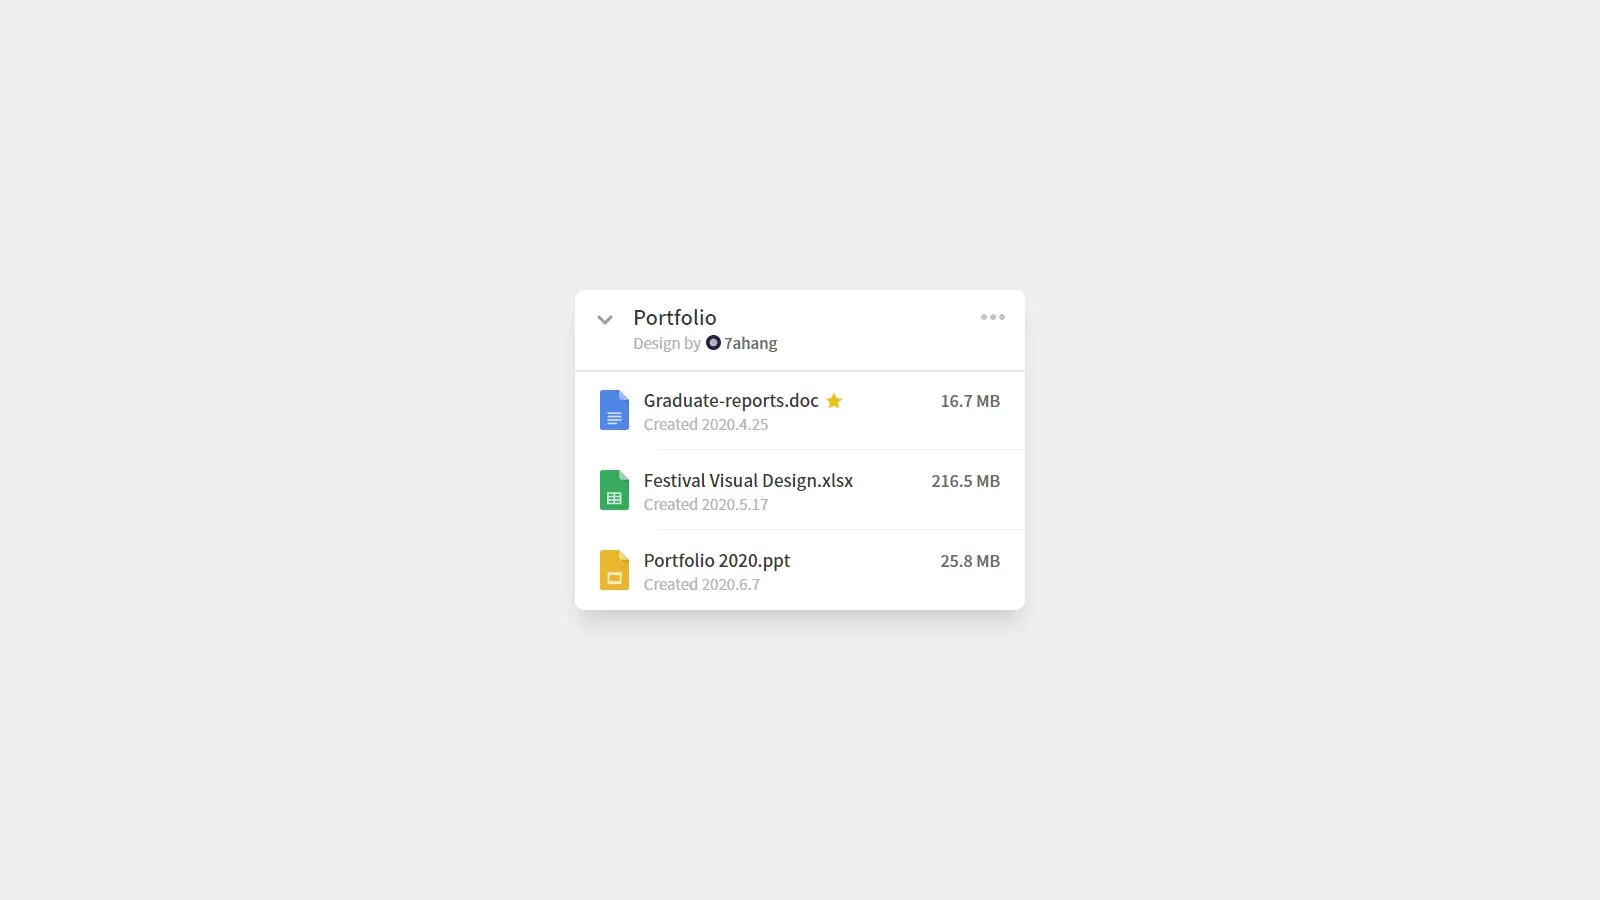 Portfolio
Design by 7ahang
Graduate-reports.doc 16.7 MB
Created 2020.4.25
Festival Visual Design.xlsx 216.5 MB
Created 2020.5.17
Portfolio 2020.ppt 25.8 MB
Created 2020.6.7